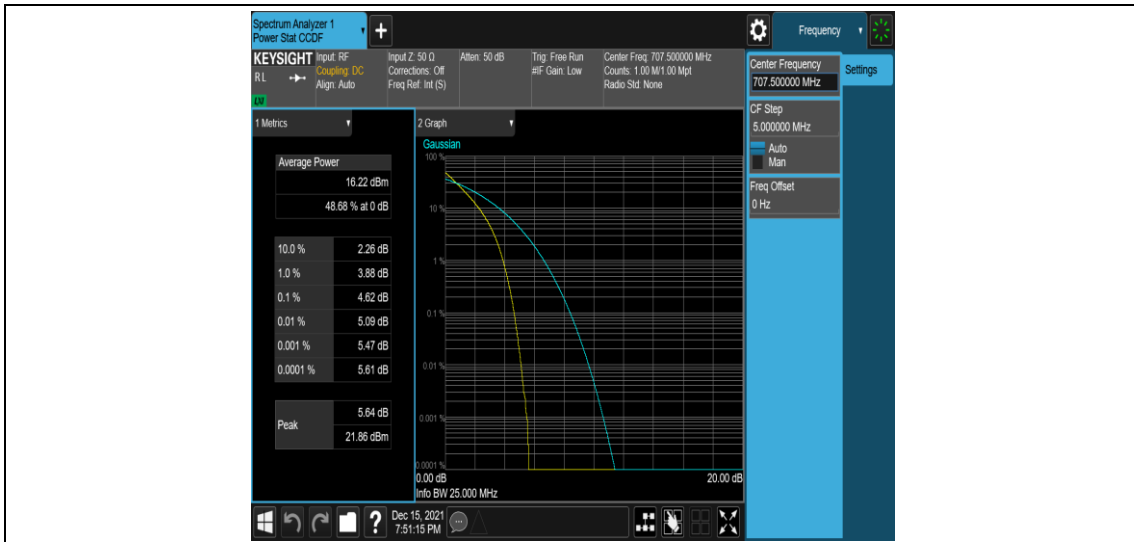 Spectrum Analyzer 1
Power Stat CCDF
Frequency
KEYSIGHT
RL
LXI
Input: RF
Coupling: DC
Align: Auto
Input Z: 50 Ω
Corrections: Off
Freq Ref: Int (S)
Atten: 50 dB
Trig: Free Run
#IF Gain: Low
Center Freq: 707.500000 MHz
Counts: 1.00 M/1.00 Mpt
Radio Std: None
Center Frequency
707.500000 MHz
Settings
CF Step
5.000000 MHz
Auto
Man
Freq Offset
0 Hz
1 Metrics
Average Power
16.22 dBm
48.68 % at 0 dB
10.0 % 2.26 dB
1.0 % 3.88 dB
0.1 % 4.62 dB
0.01 % 5.09 dB
0.001 % 5.47 dB
0.0001 % 5.61 dB
Peak
5.64 dB
21.86 dBm
2 Graph
Gaussian
100 %
10 %
1 %
0.1 %
0.01 %
0.001 %
0.0001 %
0.00 dB 20.00 dB
Info BW 25.000 MHz
?
Dec 15, 2021
7:51:15 PM